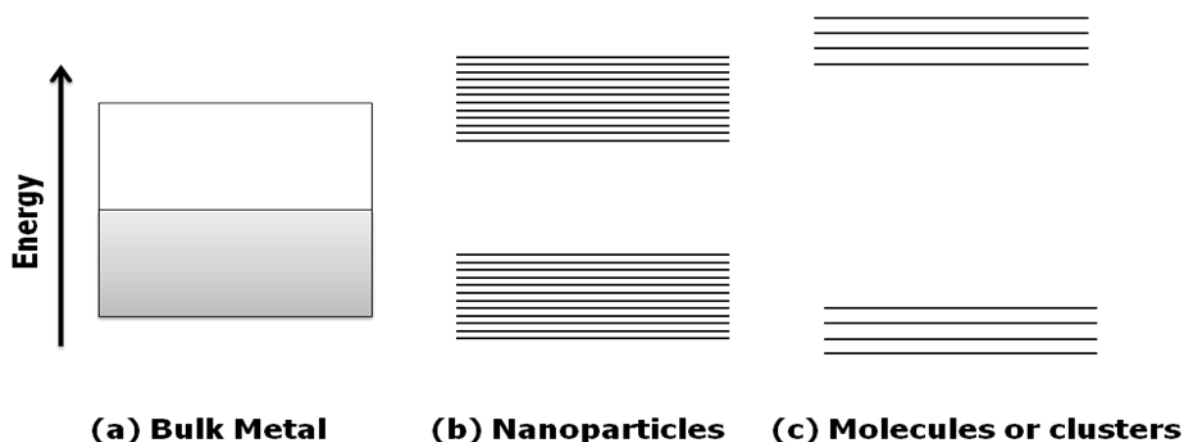 Energy
(a) Bulk Metal
(b) Nanoparticles
(c) Molecules or clusters